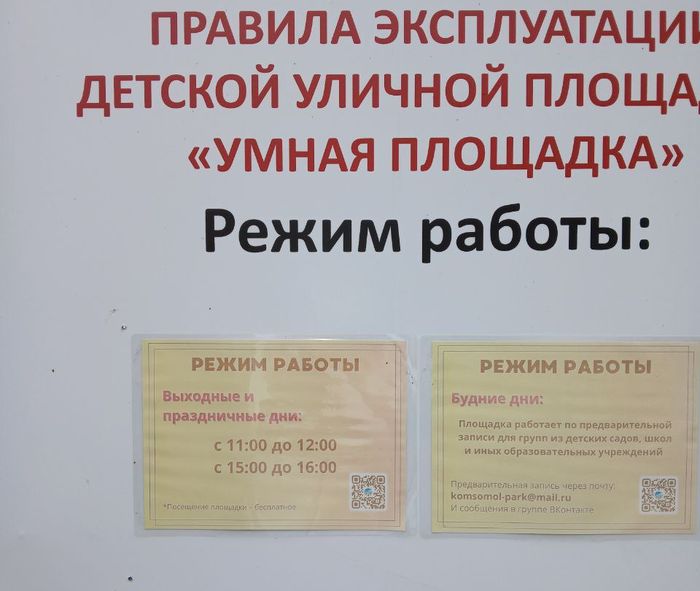 ПРАВИЛА ЭКСПЛУАТАЦИИ
ДЕТСКОЙ УЛИЧНОЙ
«УМНАЯ ПЛОЩАДКА»
Режим работы:
РЕЖИМ РАБОТЫ
Выходные и
праздничные дни:
с 11:00 до 12:00
с 15:00 до 16:00
*Посещение площадки – бесплатное
РЕЖИМ РАБОТЫ
Будние дни:
Площадка работает по предварительной
записи для групп из детских садов, школ
и иных образовательных учреждений
Предварительная запись через почту:
komsomol-park@mail.ru
И сообщения в группе ВКонтакте